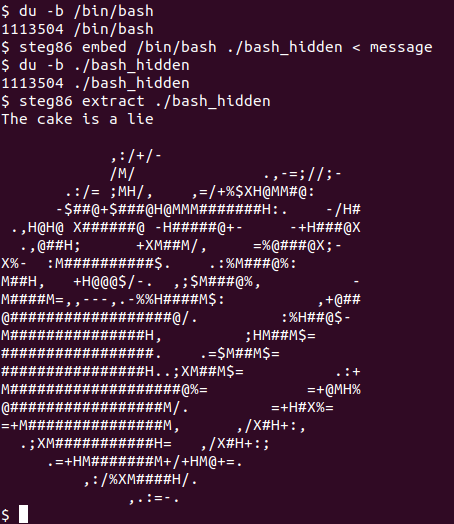 $ du -b /bin/bash
1113504 /bin/bash
$ steg86 embed /bin/bash ./bash_hidden < message
$ du -b ./bash_hidden
1113504 ./bash_hidden
$ steg86 extract ./bash_hidden
The cake is a lie

              ,:/+/-
              /M/             .,-=;//;-
        .:/= ;MH/,    ,=/+%$XH@MM#@:
       -$##@+$###@H@MMM#######H:.    -/H#
 .,H@H@ X######@ -H#####@+-     -+H###@X
  .,@##H;      +XM##M/,     =%@###@X;-
X%-  :M##########$.    .:%M###@%:
M##H,   +H@@@$/-.  ,;$M###@%,          -
M####M=,,---,.-%%H####M$:          ,+@##
@##################@/.         :%H##@$-
M###############H,         ;HM##M$=
#################.    .=$M##M$=
################H..;XM##M$=          .:+
M###################@%=           =+@MH%
@#################M/.         =+H#X%=
=+M###############M,      ,/X#H+:,
  .;XM###########H=   ,/X#H+:;
     .=+HM#######M+/+HM@+=.
         ,:/%XM####H/.
              ,.:=-.
$